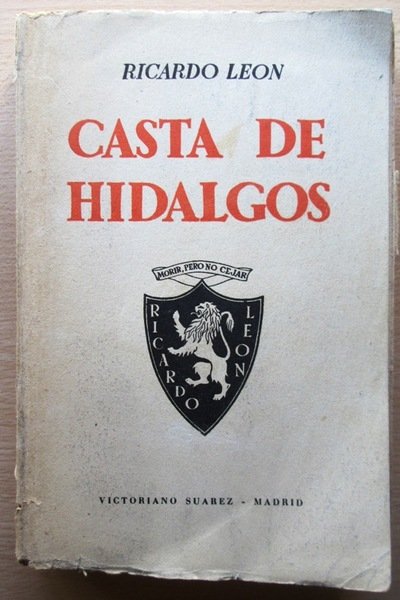 RICARDO LEON
CASTA DE
HIDALGOS
MORIR, PERO NO CEJAR
RICARDO
LEON
VICTORIANO SUAREZ - MADRID